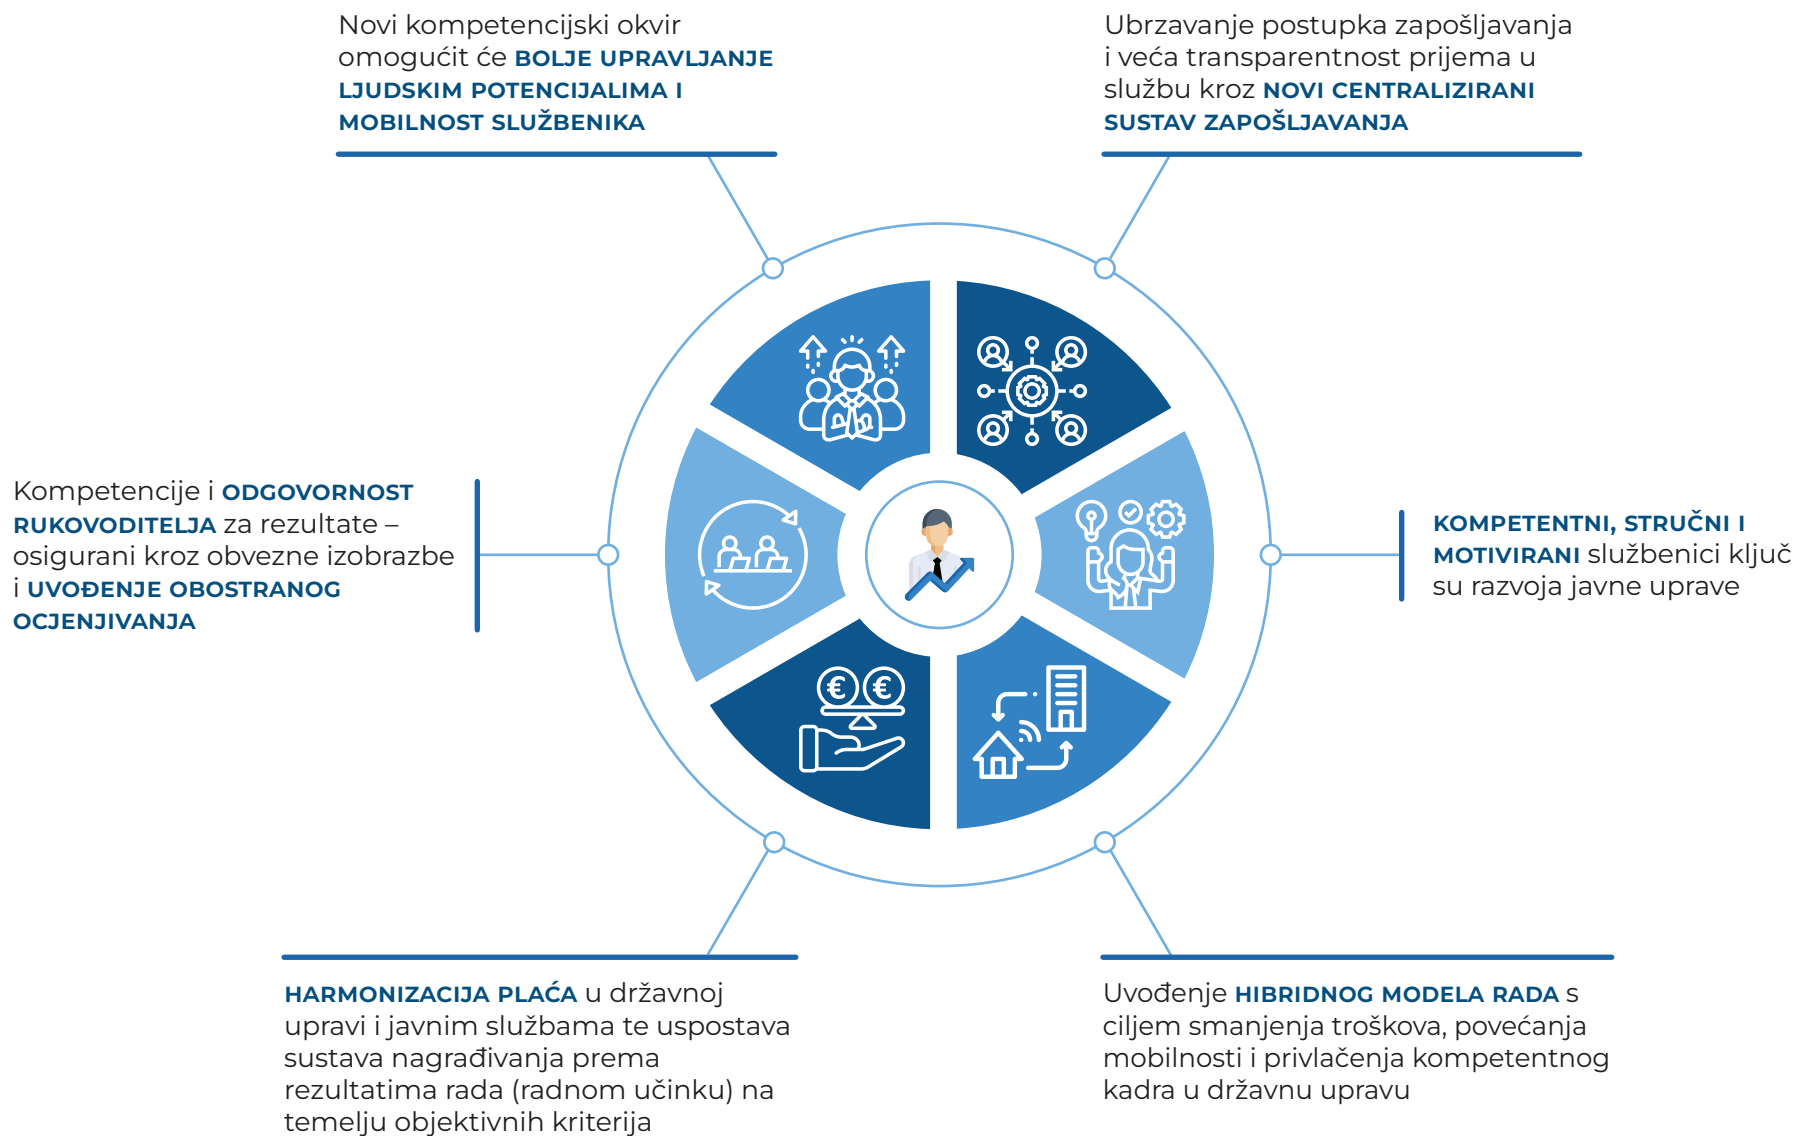 Novi kompetencijski okvir
omogućit će BOLJE UPRAVLJANJE
LJUDSKIM POTENCIJALIMA I
MOBILNOST SLUŽBENIKA
Ubrzavanje postupka zapošljavanja
i veća transparentnost prijema u
službu kroz NOVI CENTRALIZIRANI
SUSTAV ZAPOŠLJAVANJA
Kompetencije i ODGOVORNOST
RUKOVODITELJA za rezultate –
osigurani kroz obvezne izobrazbe
i UVOĐENJE OBOSTRANOG
OCJENJIVANJA
KOMPETENTNI, STRUČNI I
MOTIVIRANI službenici ključ
su razvoja javne uprave
€ €
HARMONIZACIJA PLAĆA u državnoj
upravi i javnim službama te uspostava
sustava nagrađivanja prema
rezultatima rada (radnom učinku) na
temelju objektivnih kriterija
Uvođenje HIBRIDNOG MODELA RADA s
ciljem smanjenja troškova, povećanja
mobilnosti i privlačenja kompetentnog
kadra u državnu upravu